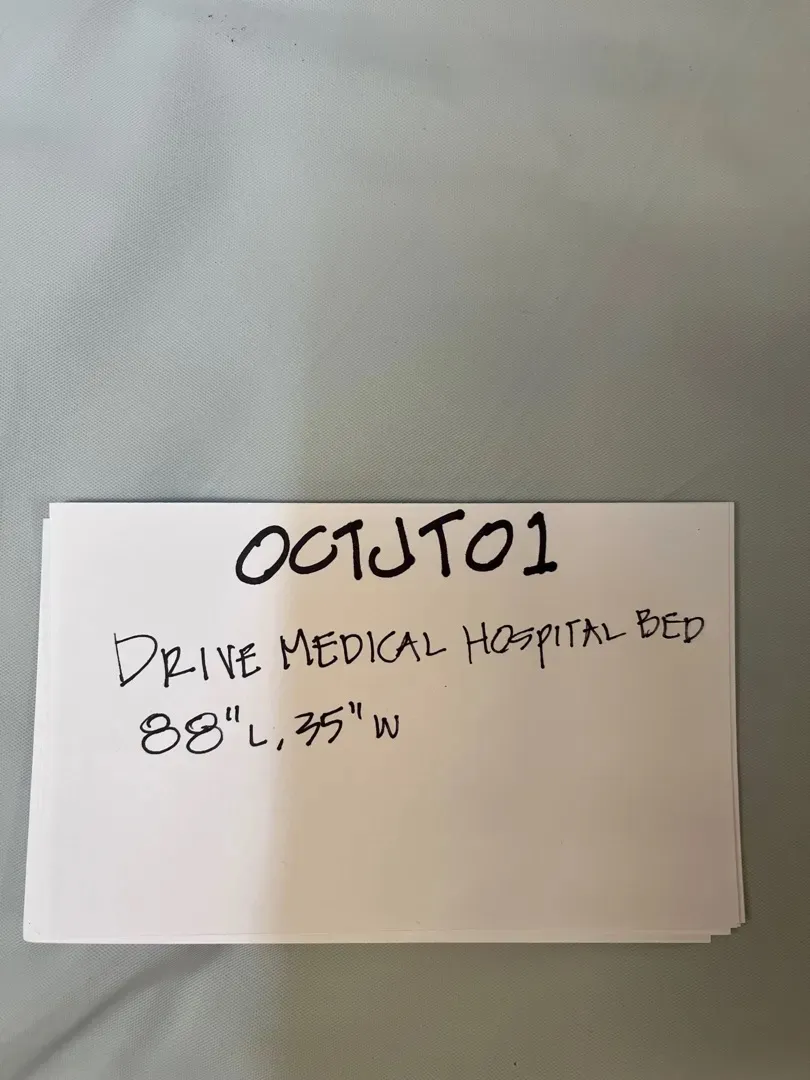 OCTJT01
DRIVE MEDICAL HOSPITAL BED
88"L, 35"W